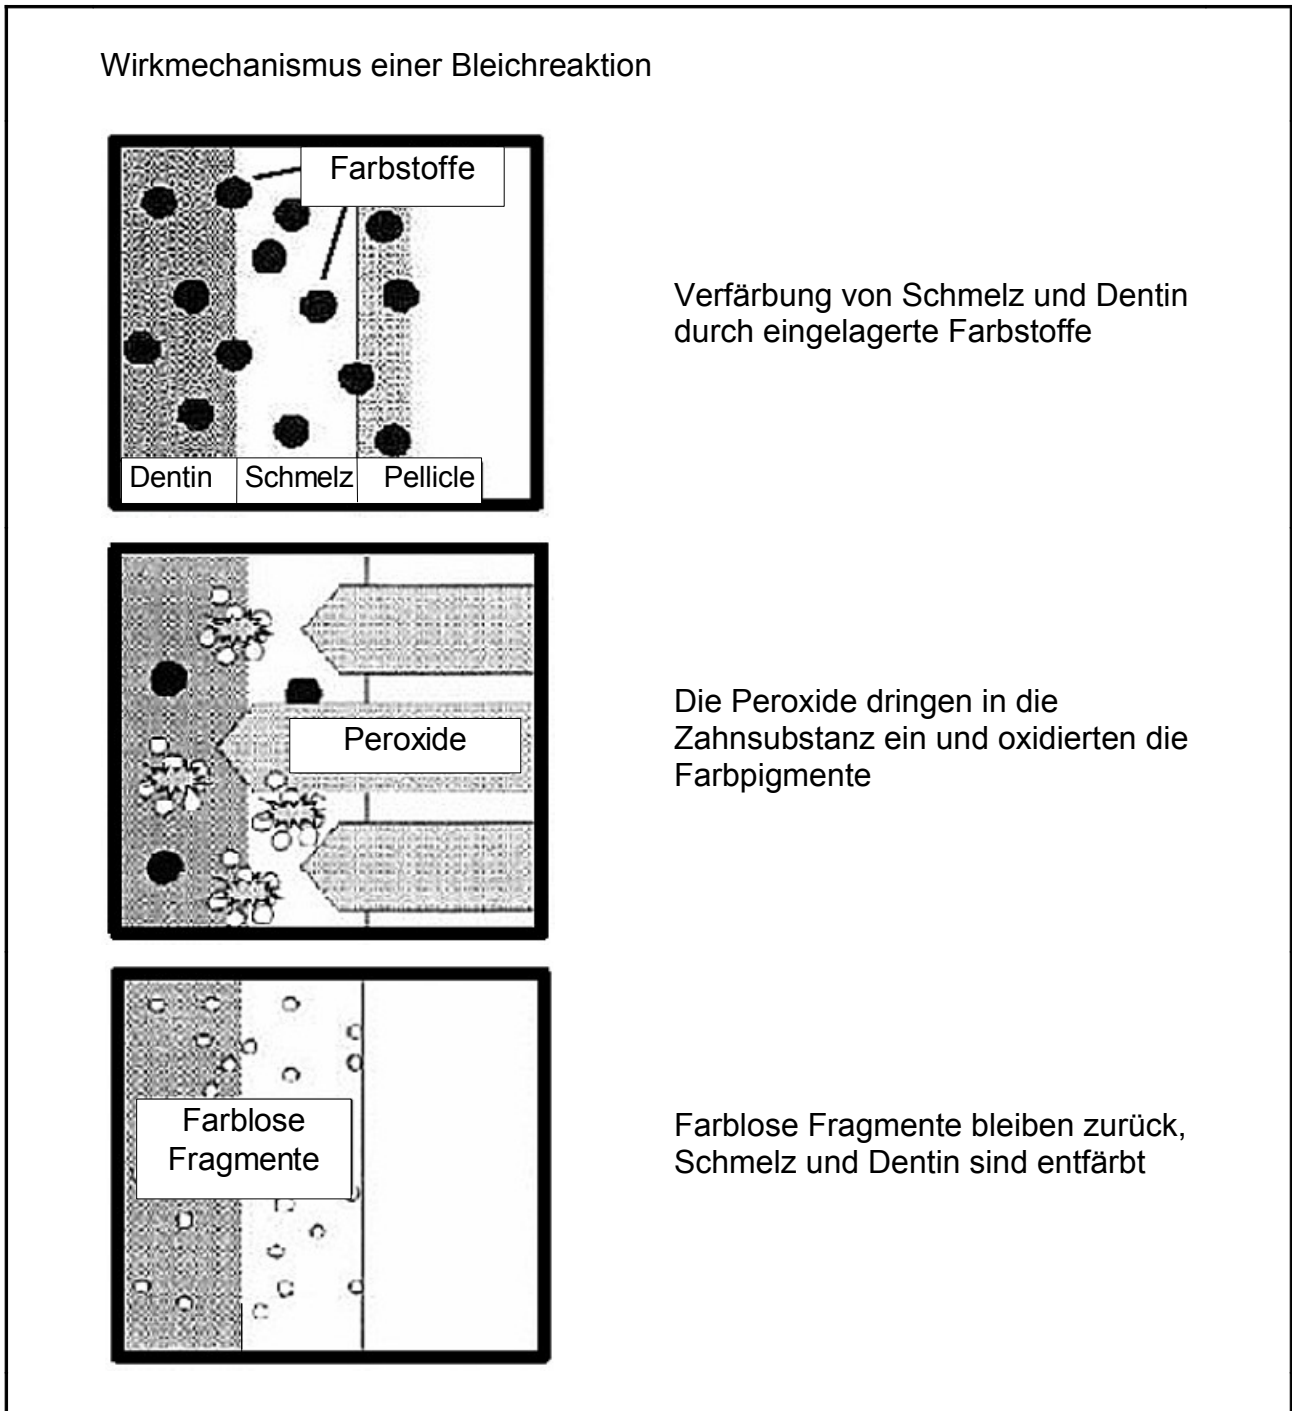 Wirkmechanismus einer Bleichreaktion
Farbstoffe
Dentin Schmelz Pellicle
Verfärbung von Schmelz und Dentin
durch eingelagerte Farbstoffe
Peroxide
Die Peroxide dringen in die
Zahnsubstanz ein und oxidierten die
Farbpigmente
Farblose
Fragmente
Farblose Fragmente bleiben zurück,
Schmelz und Dentin sind entfärbt